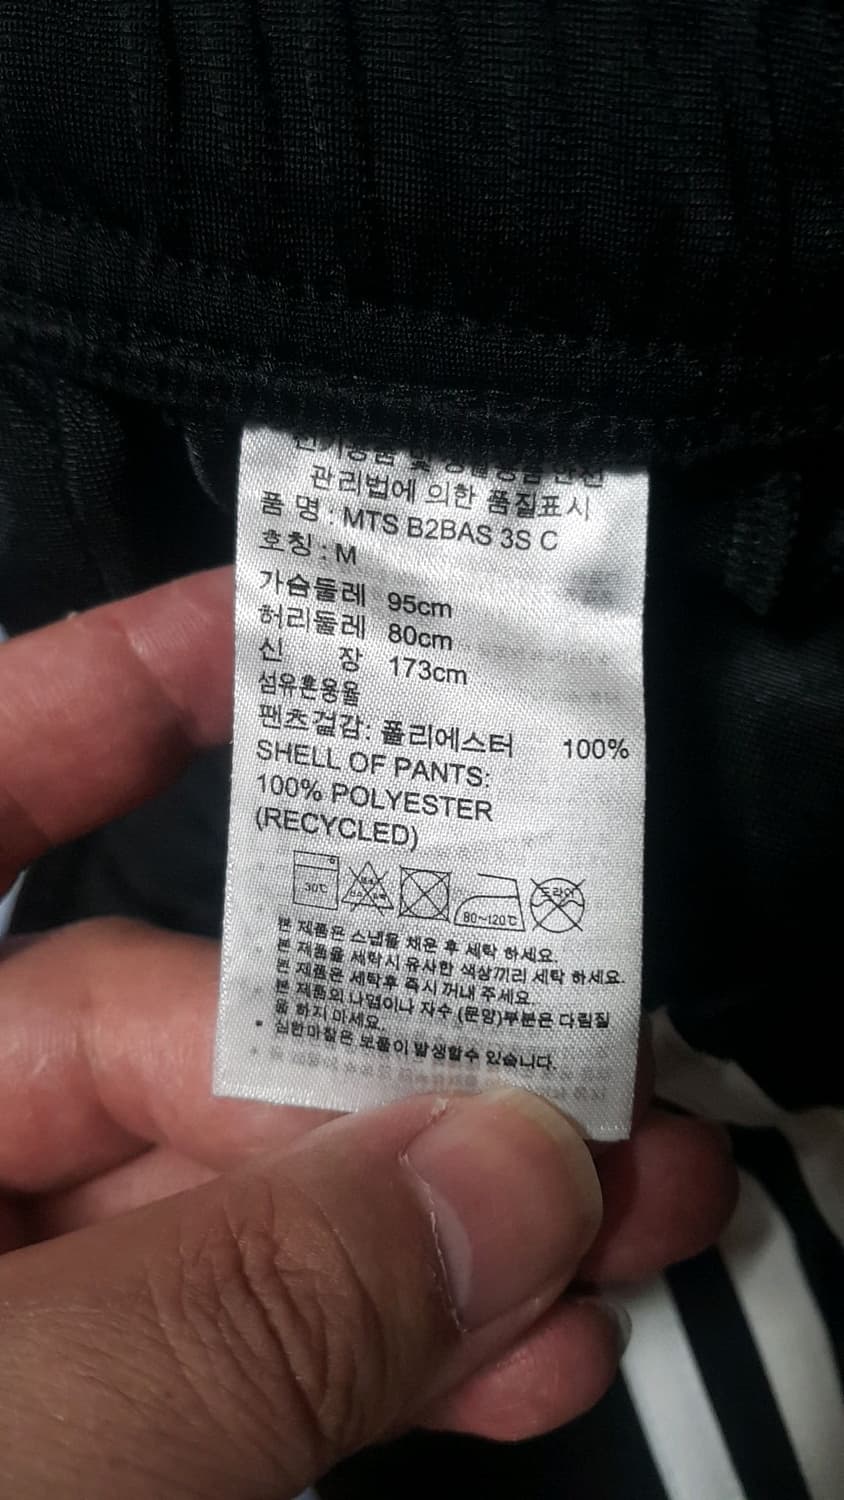 관리법에 의한 품질표시
품 명 : MTS B2BAS 3S C
호칭 : M
가슴둘레 95cm
허리둘레 80cm
신 장 173cm
섬유혼용율
팬츠겉감: 폴리에스터 100%
SHELL OF PANTS:
100% POLYESTER
(RECYCLED)
30℃
80~120℃
드라이
본 제품은 스냅을 채운 후 세탁 하세요.
본 제품을 세탁시 유사한 색상끼리 세탁 하세요.
본 제품은 세탁후 즉시 꺼내 주세요.
본 제품의 나염이나 자수 (문양)부분은 다림질
을 하지 마세요.
• 심한마찰은 보풀이 발생할수 있습니다.